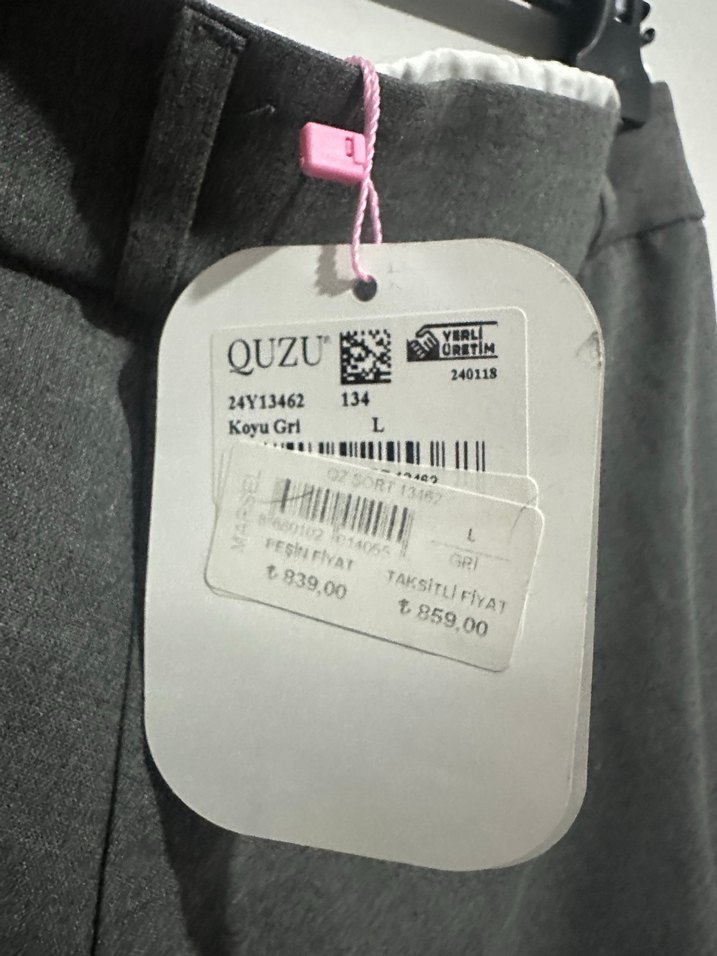 QUZU®
YERLİ
ÜRETİM
240118
24Y13462 134
Koyu Gri L
QZ ŞORT 13462
L
GRİ
PEŞİN FİYAT
₺ 839,00
TAKSİTLİ FİYAT
₺ 859,00